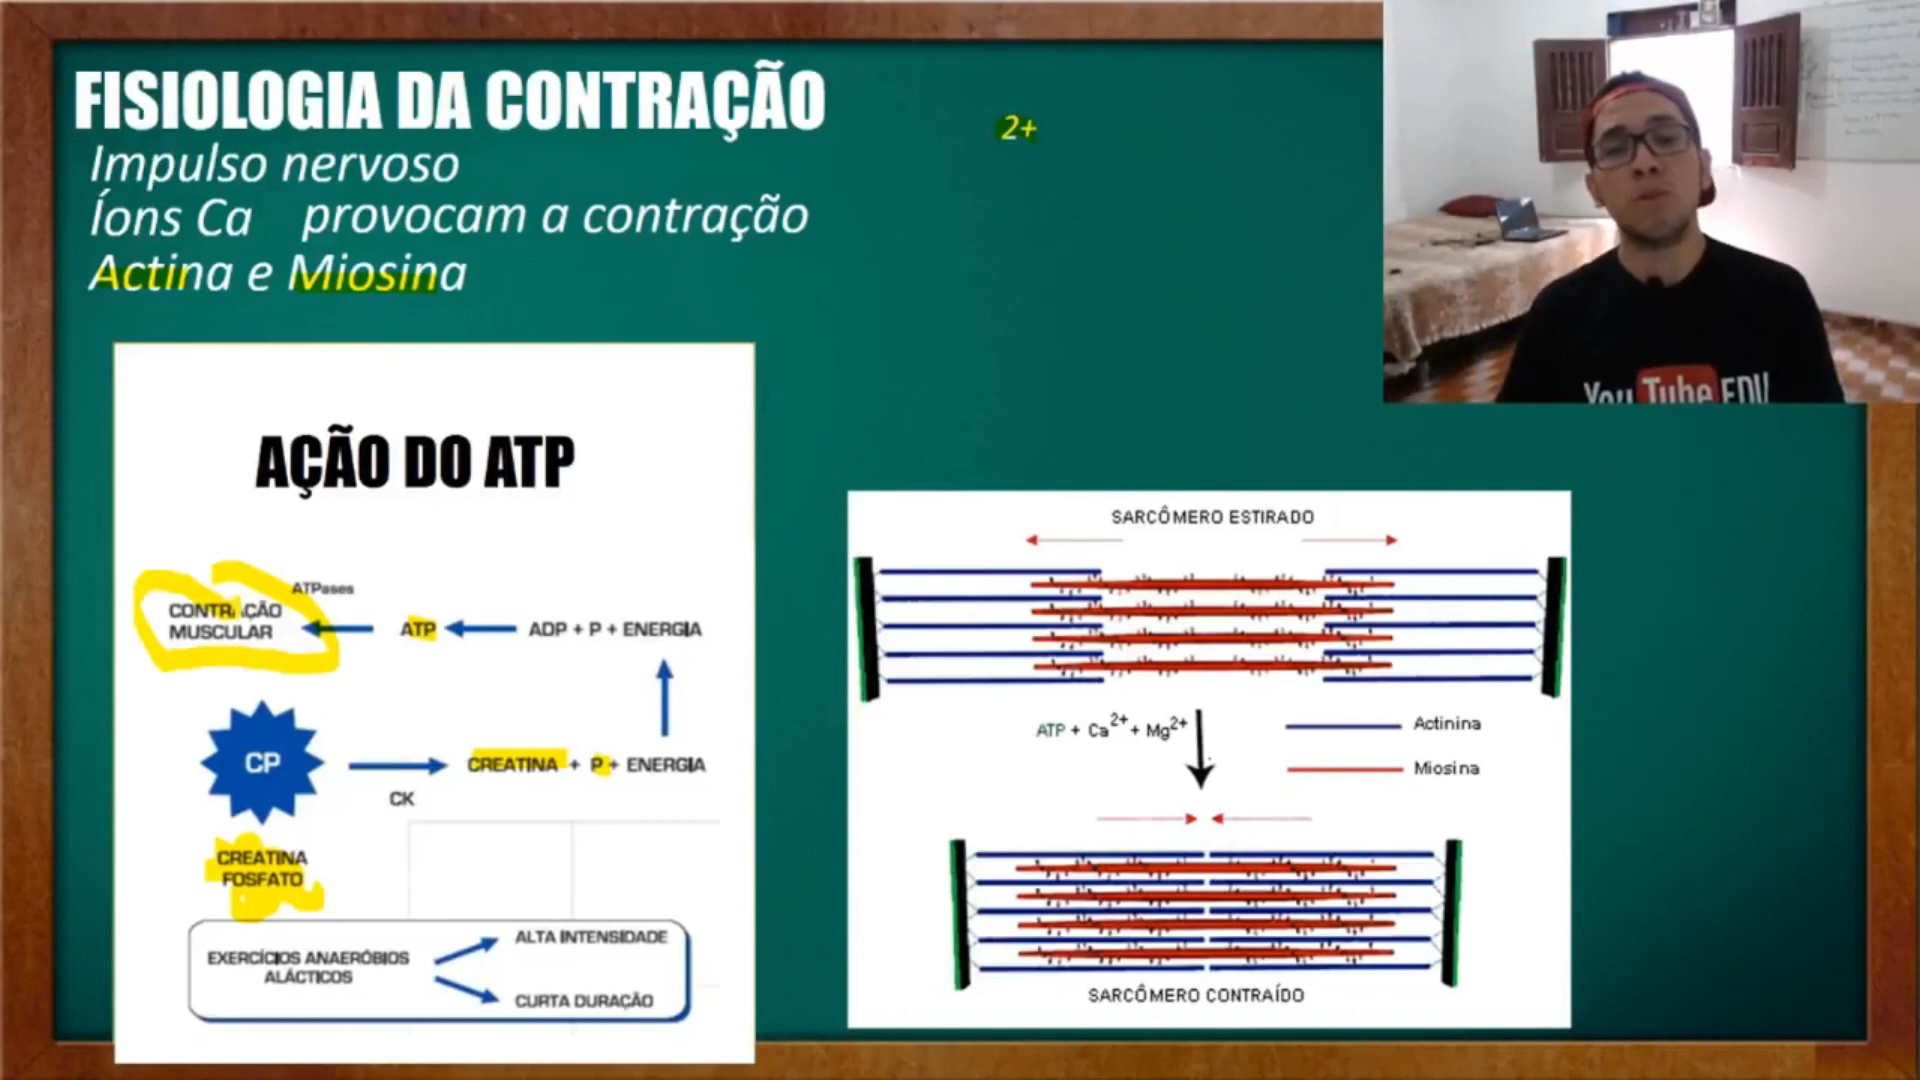 FISIOLOGIA DA CONTRAÇÃO
2+
Impulso nervoso
Íons Ca provocam a contração
Actina e Miosina
YouTube EDU
AÇÃO DO ATP
ATPases
CONTRAÇÃO
MUSCULAR
ATP
ADP + P + ENERGIA
CP
CREATINA + P + ENERGIA
CK
CREATINA
FOSFATO
EXERCÍCIOS ANAERÓBIOS
ALÁCTICOS
ALTA INTENSIDADE
CURTA DURAÇÃO
SARCÔMERO ESTIRADO
ATP + Ca2+ + Mg2+
Actinina
Miosina
SARCÔMERO CONTRAÍDO